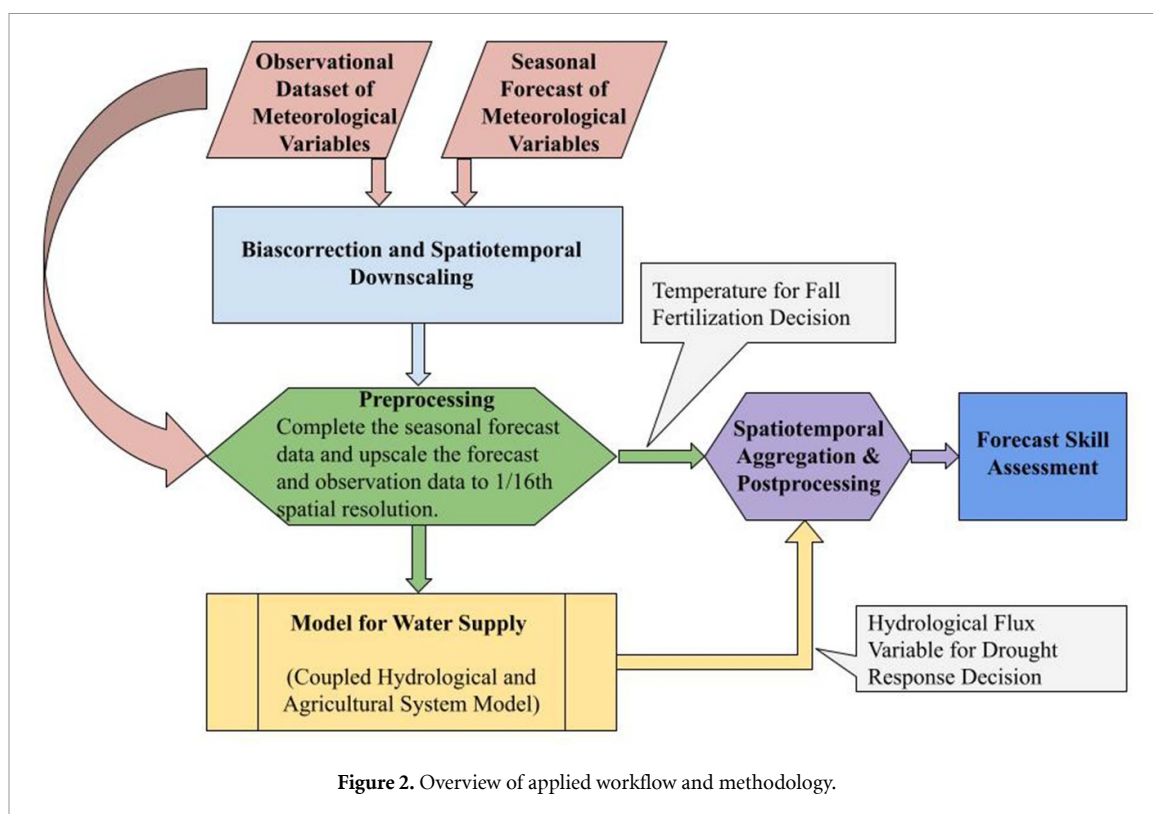 Observational
Dataset of
Meteorological
Variables
Seasonal
Forecast of
Meteorological
Variables
Biascorrection and Spatiotemporal
Downscaling
Temperature for Fall
Fertilization Decision
Preprocessing
Complete the seasonal forecast
data and upscale the forecast
and observation data to 1/16th
spatial resolution.
Spatiotemporal
Aggregation &
Postprocessing
Forecast Skill
Assessment
Model for Water Supply
(Coupled Hydrological and
Agricultural System Model)
Hydrological Flux
Variable for Drought
Response Decision
Figure 2. Overview of applied workflow and methodology.